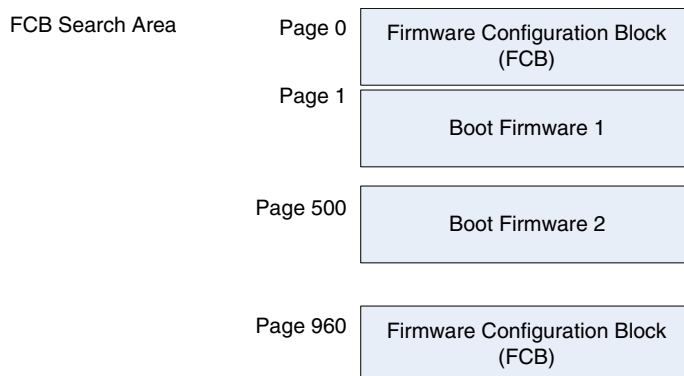 FCB Search Area
Page 0
Firmware Configuration Block
(FCB)
Page 1
Boot Firmware 1
Page 500
Boot Firmware 2
Page 960
Firmware Configuration Block
(FCB)